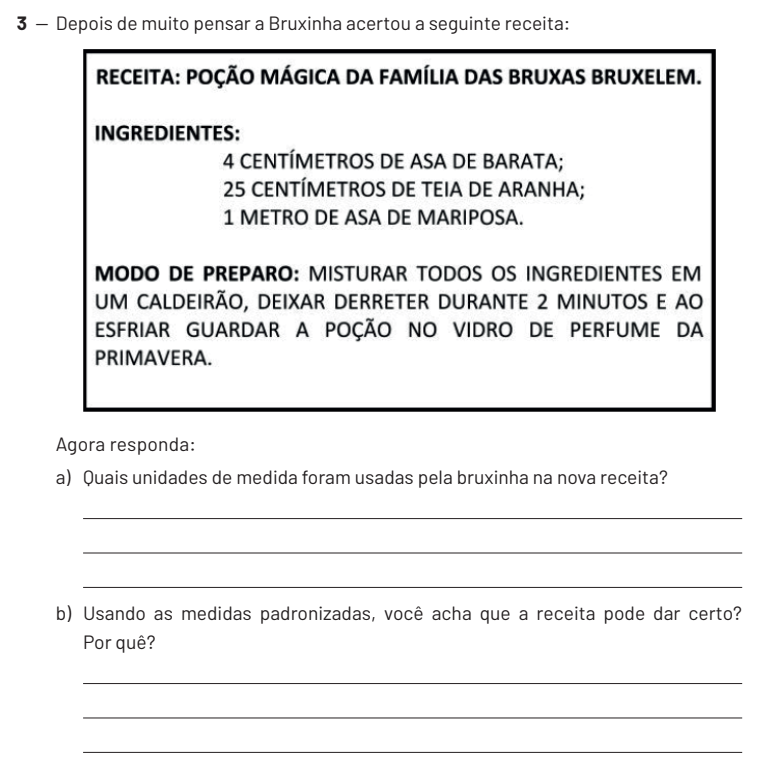 3 — Depois de muito pensar a Bruxinha acertou a seguinte receita:
RECEITA: POÇÃO MÁGICA DA FAMÍLIA DAS BRUXAS BRUXELEM.
INGREDIENTES:
4 CENTÍMETROS DE ASA DE BARATA;
25 CENTÍMETROS DE TEIA DE ARANHA;
1 METRO DE ASA DE MARIPOSA.
MODO DE PREPARO: MISTURAR TODOS OS INGREDIENTES EM
UM CALDEIRÃO, DEIXAR DERRETER DURANTE 2 MINUTOS E AO
ESFRIAR GUARDAR A POÇÃO NO VIDRO DE PERFUME DA
PRIMAVERA.
Agora responda:
a) Quais unidades de medida foram usadas pela bruxinha na nova receita?
b) Usando as medidas padronizadas, você acha que a receita pode dar certo?
Por quê?